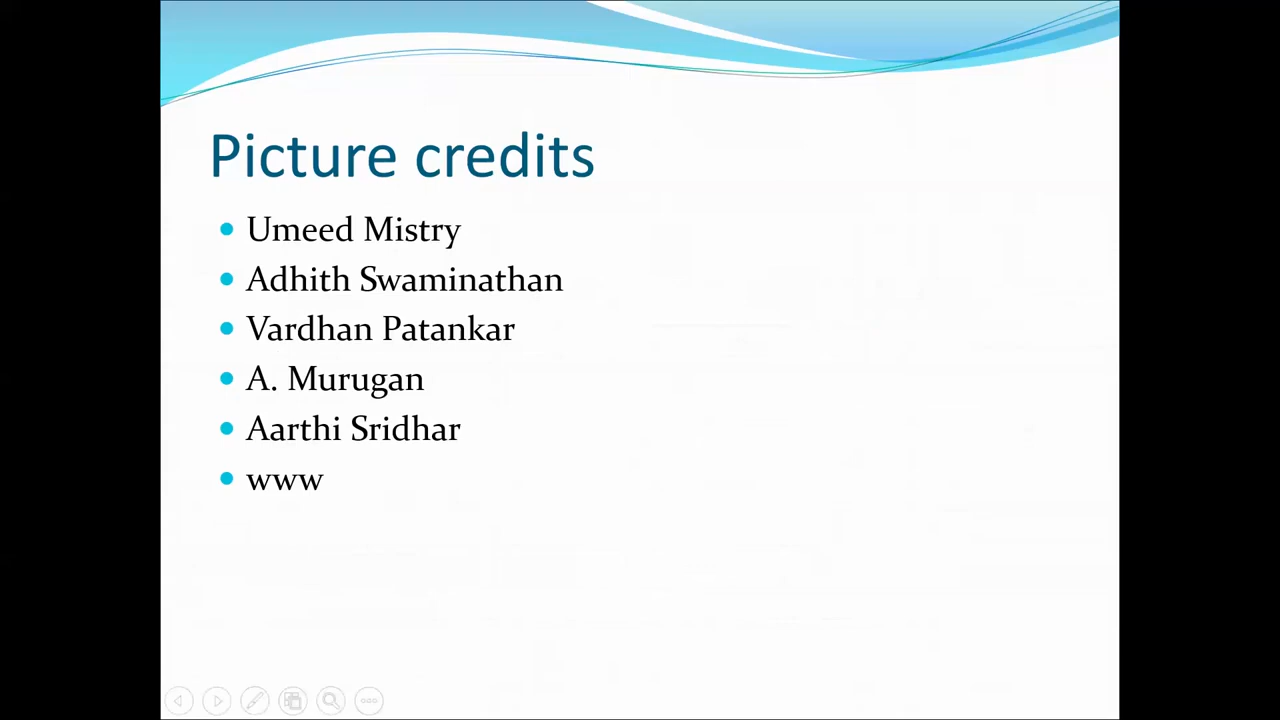 Picture credits
Umeed Mistry
Adhith Swaminathan
Vardhan Patankar
A. Murugan
Aarthi Sridhar
www